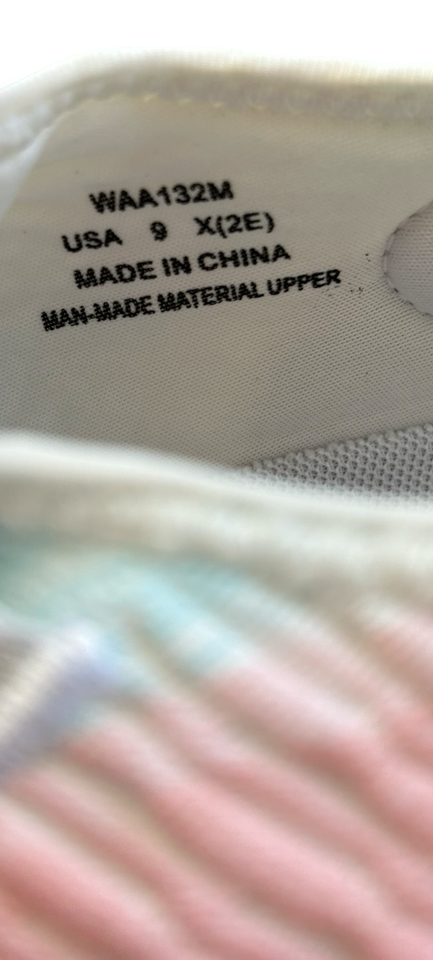 WAA132M
USA 9 X(2E)
MADE IN CHINA
MAN-MADE MATERIAL UPPER